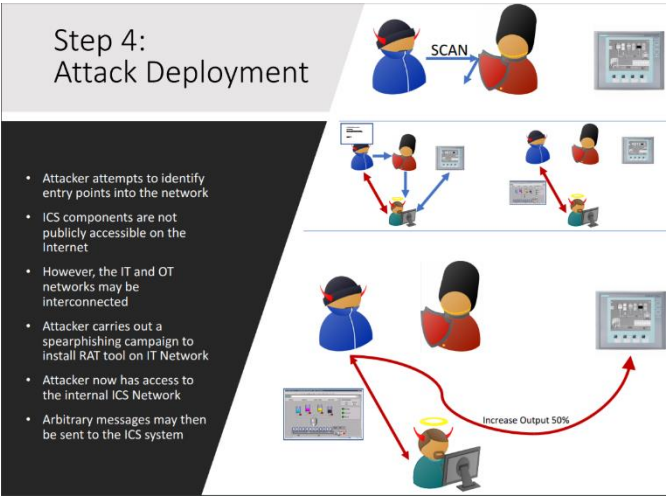 Step 4:
Attack Deployment
• Attacker attempts to identify
entry points into the network
• ICS components are not
publicly accessible on the
Internet
• However, the IT and OT
networks may be
interconnected
• Attacker carries out a
spearphishing campaign to
install RAT tool on IT Network
• Attacker now has access to
the internal ICS Network
• Arbitrary messages may then
be sent to the ICS system
SCAN
Increase Output 50%